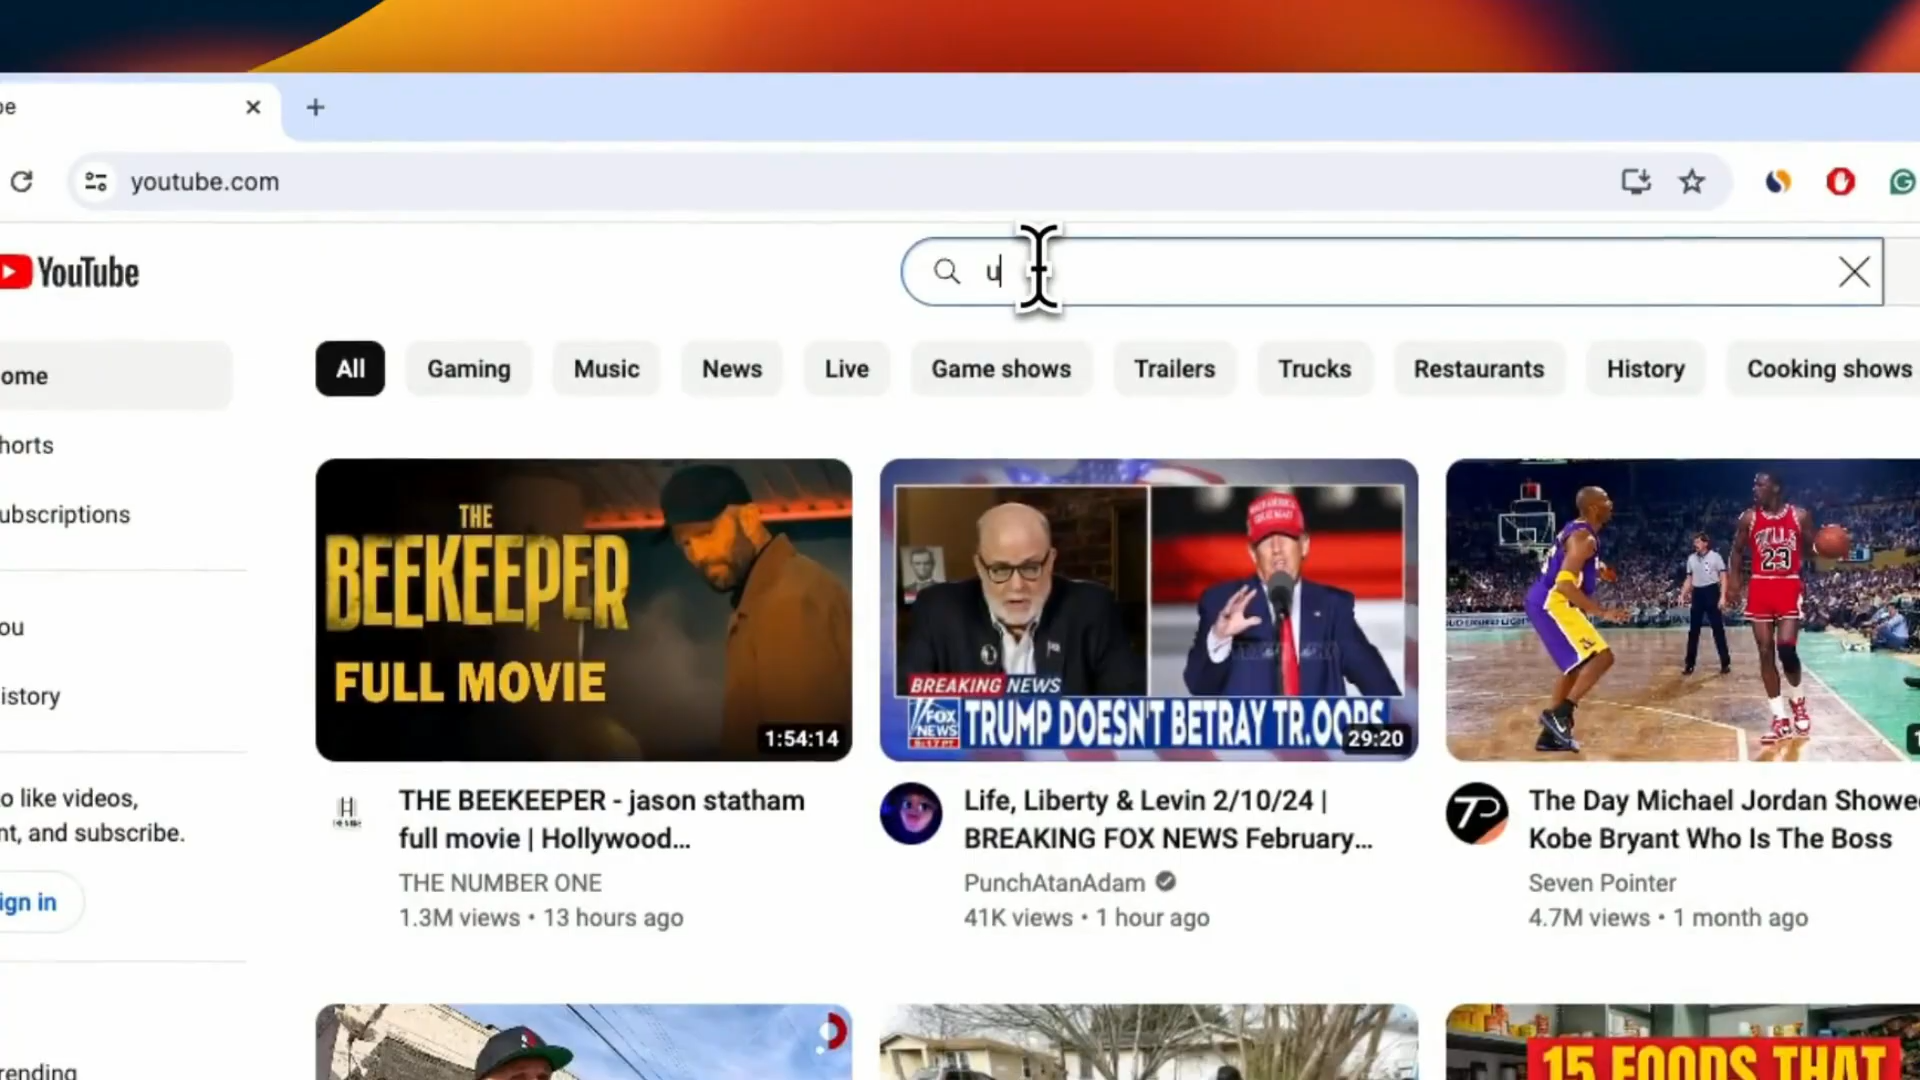 be
youtube.com
YouTube
u
ome
All
Gaming
Music
News
Live
Game shows
Trailers
Trucks
Restaurants
History
Cooking shows
horts
ubscriptions
ou
istory
o like videos,
nt, and subscribe.
ign in
rending
THE
BEEKEEPER
FULL MOVIE
1:54:14
BREAKING NEWS
FOX
NEWS
TRUMP DOESN'T BETRAY TR.OOPS
29:20
BULLS
23
THE BEEKEEPER - jason statham
full movie | Hollywood...
THE NUMBER ONE
1.3M views • 13 hours ago
Life, Liberty & Levin 2/10/24 |
BREAKING FOX NEWS February...
PunchAtanAdam
41K views • 1 hour ago
The Day Michael Jordan Showe
Kobe Bryant Who Is The Boss
Seven Pointer
4.7M views • 1 month ago
15 FOODS THAT